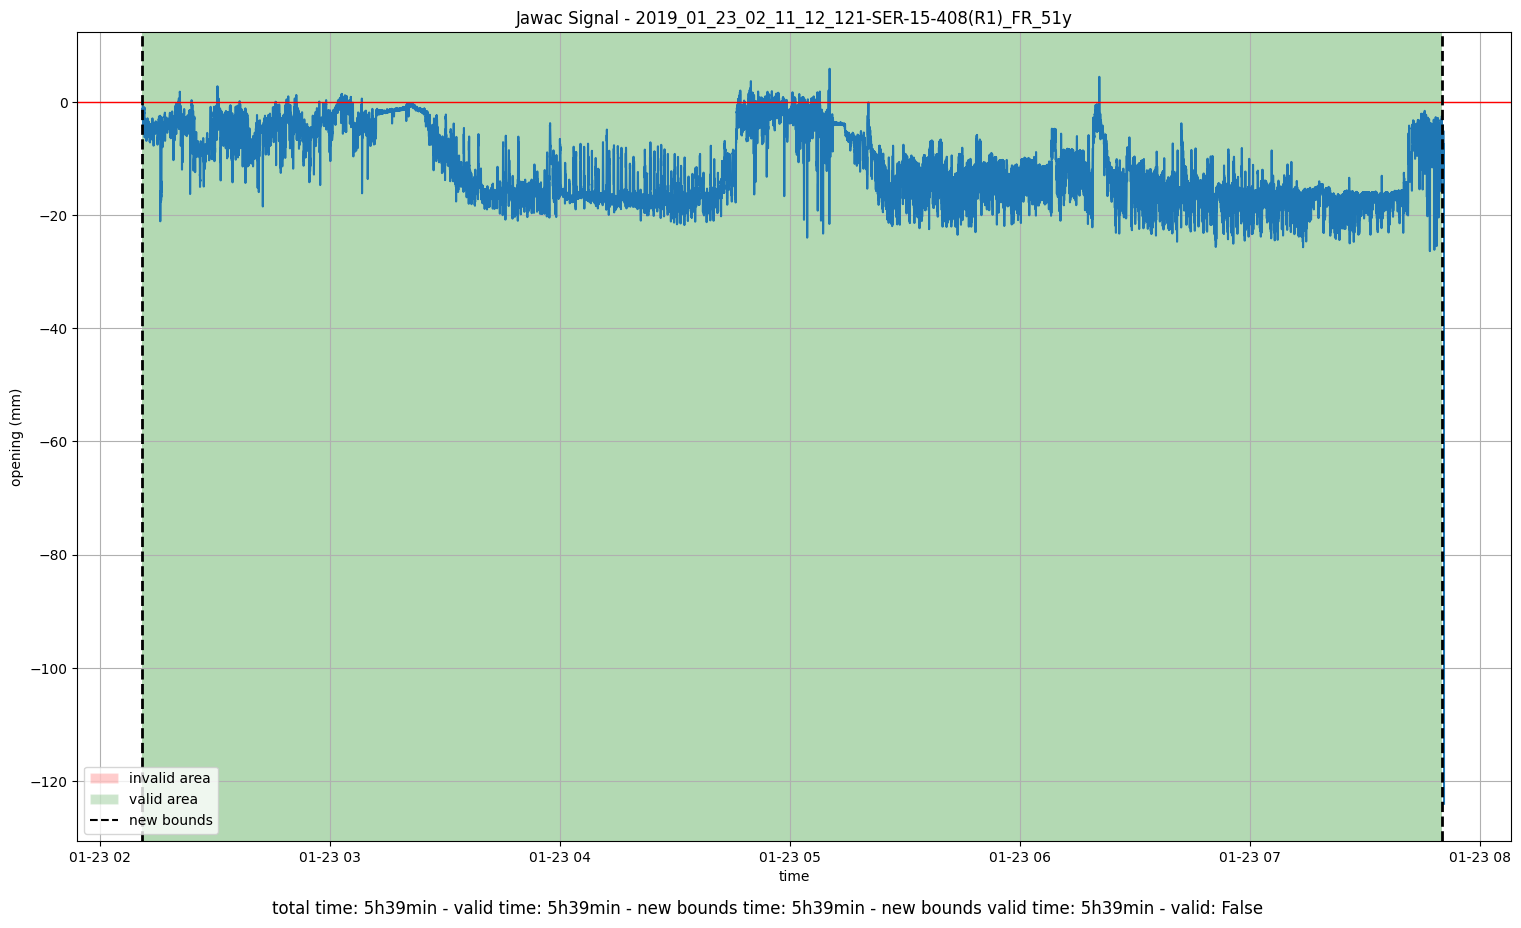 Jawac Signal - 2019_01_23_02_11_12_121-SER-15-408(R1)_FR_51y
opening (mm)
0
−20
−40
−60
−80
−100
−120
invalid area
valid area
new bounds
01-23 02 01-23 03 01-23 04 01-23 05 01-23 06 01-23 07 01-23 08
time
total time: 5h39min - valid time: 5h39min - new bounds time: 5h39min - new bounds valid time: 5h39min - valid: False